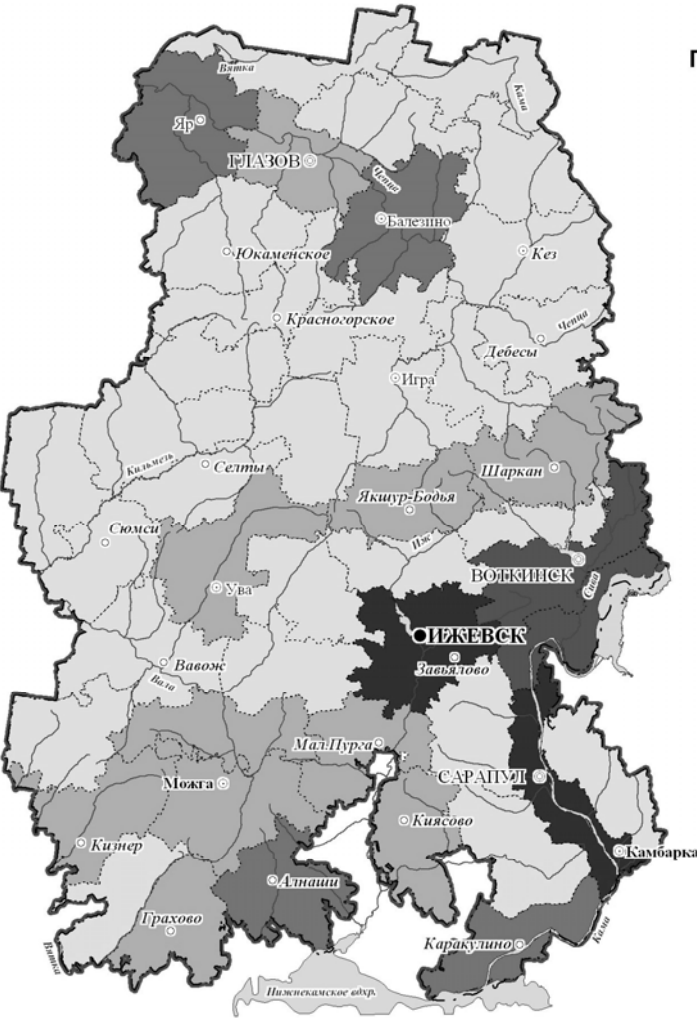 П
Вятка
Кама
Яр
ГЛАЗОВ
Чепца
Балезино
Юкаменское
Кез
Красногорское
Чепца
Дебесы
Игра
Кильмезь
Селты
Шаркан
Якшур-Бодья
Сюмси
Иж
ВОТКИНСК
Ува
Сива
ИЖЕВСК
Завьялово
Вавож
Вала
Мал.Пурга
Можга
САРАПУЛ
Киясово
Кизнер
Камбарка
Алнаши
Грахово
Каракулино
Кама
Вятка
Нижнекамское вдхр.